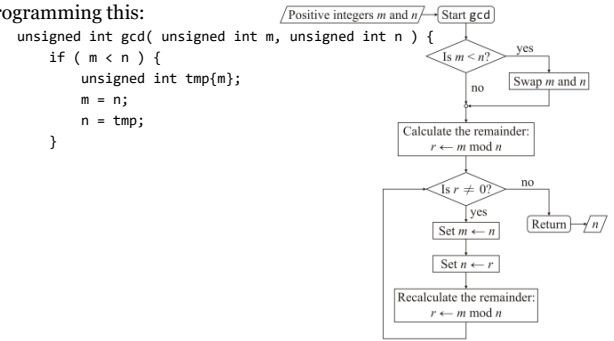 rogramming this:
unsigned int gcd( unsigned int m, unsigned int n ) {
if ( m < n ) {
unsigned int tmp{m};
m = n;
n = tmp;
}
Positive integers m and n
Start gcd
Is m < n?
yes
Swap m and n
no
Calculate the remainder:
r ← m mod n
Is r ≠ 0?
no
yes
Return
n
Set m ← n
Set n ← r
Recalculate the remainder:
r ← m mod n